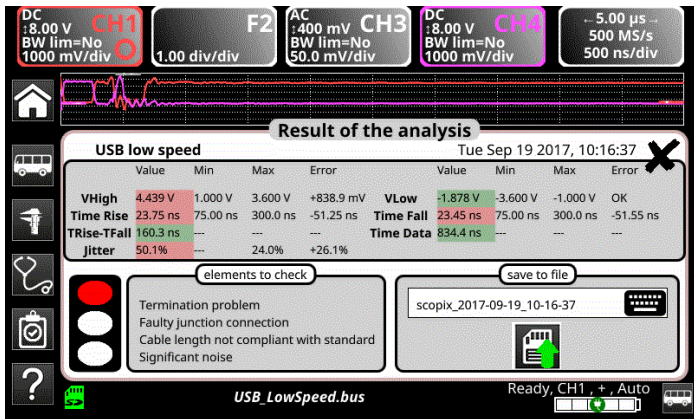 DC
↕8.00 V CH1
BW lim=No
1000 mV/div
F2
1.00 div/div
AC
↕400 mV CH3
BW lim=No
50.0 mV/div
DC
↕8.00 V CH4
BW lim=No
1000 mV/div
←5.00 µs→
500 MS/s
500 ns/div
Result of the analysis
USB low speed Tue Sep 19 2017, 10:16:37
Value Min Max Error Value Min Max Error
VHigh 4.439 V 1.000 V 3.600 V +838.9 mV VLow -1.878 V -3.600 V -1.000 V OK
Time Rise 23.75 ns 75.00 ns 300.0 ns -51.25 ns Time Fall 23.45 ns 75.00 ns 300.0 ns -51.55 ns
TRise-TFall 160.3 ns --- --- --- Time Data 834.4 ns --- --- ---
Jitter 50.1% --- 24.0% +26.1%
elements to check
Termination problem
Faulty junction connection
Cable length not compliant with standard
Significant noise
save to file
scopix_2017-09-19_10-16-37
?
USB_LowSpeed.bus
Ready, CH1 , + , Auto